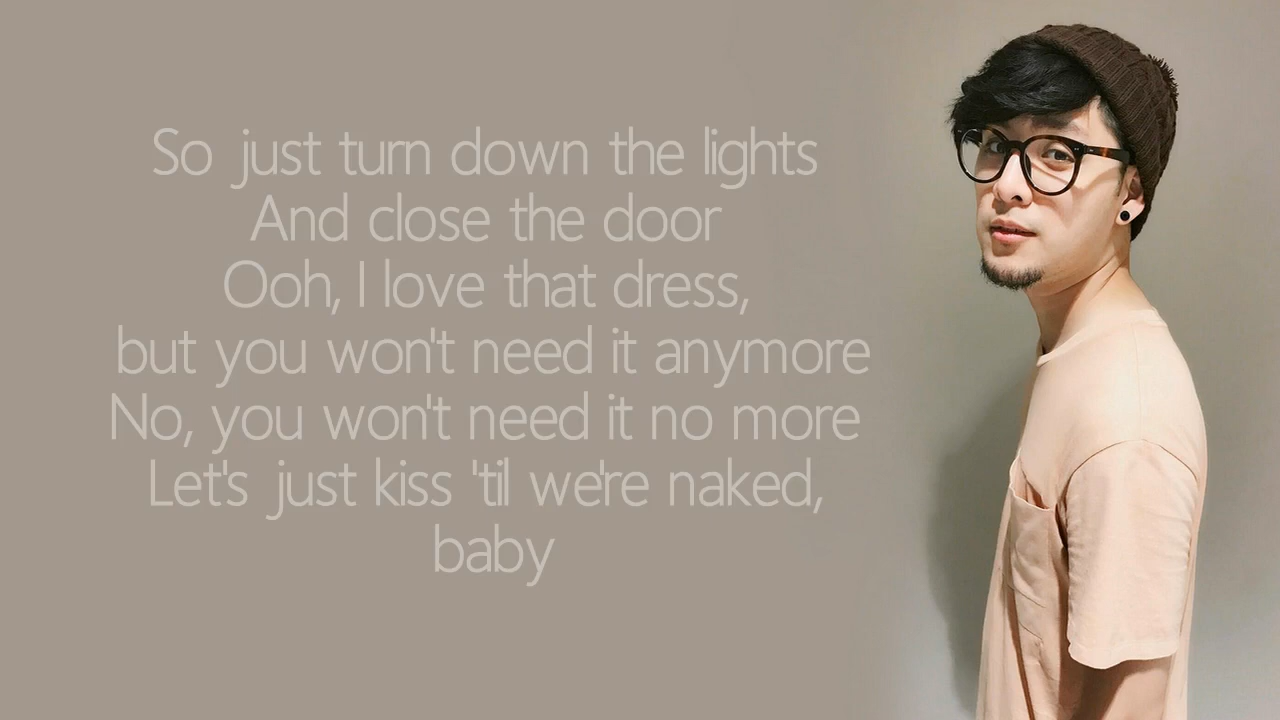 So just turn down the lights
And close the door
Ooh, I love that dress,
but you won't need it anymore
No, you won't need it no more
Let's just kiss 'til we're naked,
baby